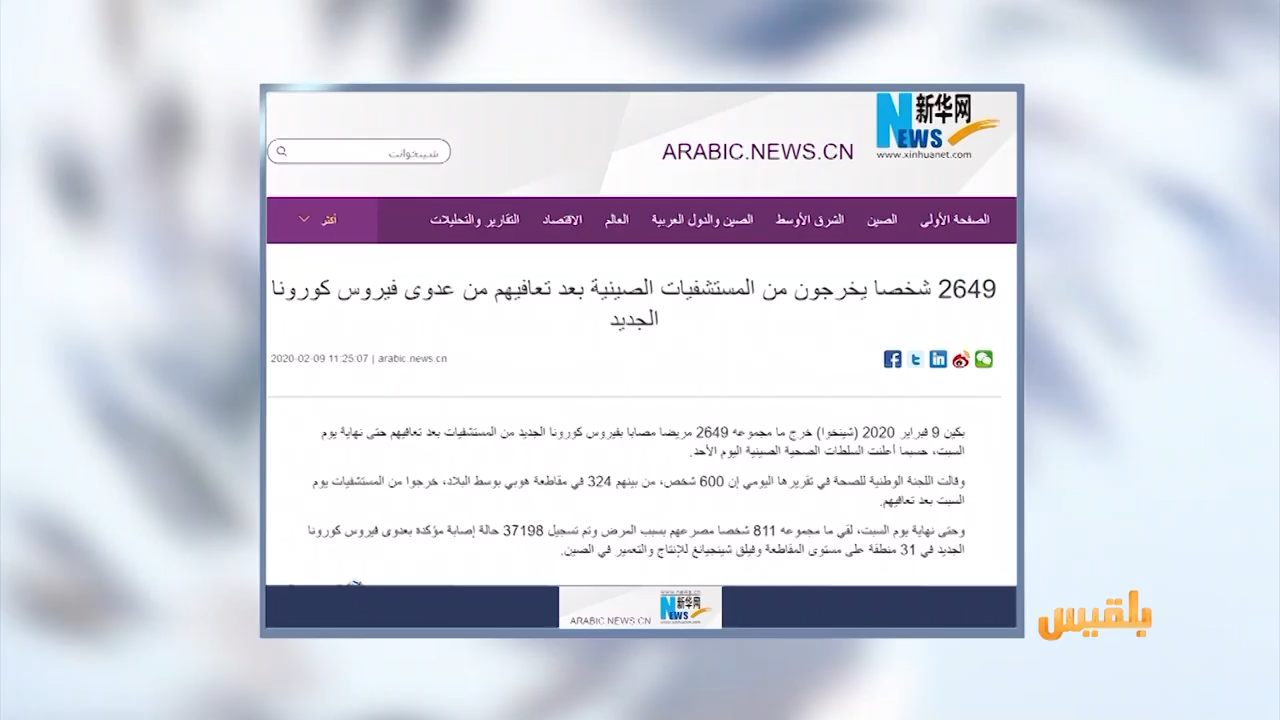 新华网
NEWS
www.xinhuanet.com
ARABIC.NEWS.CN
شينخوانت
الصفحة الأولى
الصين
الشرق الأوسط
الصين والدول العربية
العالم
الاقتصاد
التقارير والتحليلات
أكثر
2649 شخصا يخرجون من المستشفيات الصينية بعد تعافيهم من عدوى فيروس كورونا
الجديد
2020-02-09 11:25:07 | arabic.news.cn
بكين 9 فبراير 2020 (شينخوا) خرج ما مجموعه 2649 مريضا مصابا بفيروس كورونا الجديد من المستشفيات بعد تعافيهم حتى نهاية يوم
السبت، حسبما أعلنت السلطات الصحية الصينية اليوم الأحد.
وقالت اللجنة الوطنية للصحة في تقريرها اليومي إن 600 شخص، من بينهم 324 في مقاطعة هوبي بوسط البلاد، خرجوا من المستشفيات يوم
السبت بعد تعافيهم.
وحتى نهاية يوم السبت، لقي ما مجموعه 811 شخصا مصرعهم بسبب المرض وتم تسجيل 37198 حالة إصابة مؤكدة بعدوى فيروس كورونا
الجديد في 31 منطقة على مستوى المقاطعة وفيلق شينجيانغ للإنتاج والتعمير في الصين.
ARABIC.NEWS.CN
新华网
NEWS
بلقيس